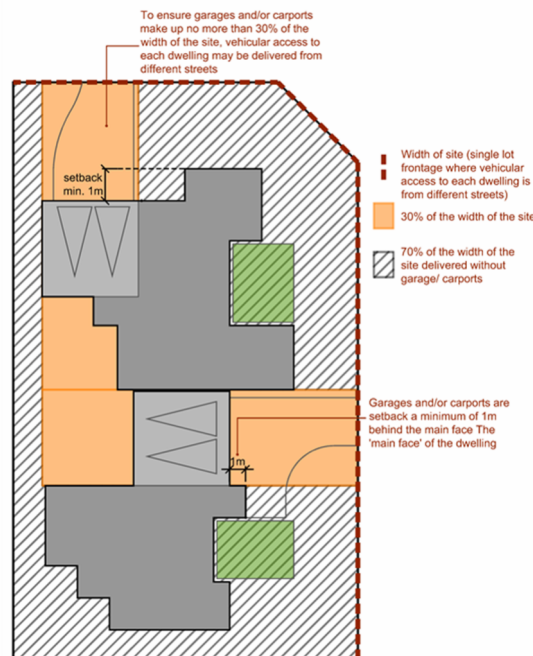 To ensure garages and/or carports
make up no more than 30% of the
width of the site, vehicular access to
each dwelling may be delivered from
different streets
setback
min. 1m
Width of site (single lot
frontage where vehicular
access to each dwelling is
from different streets)
30% of the width of the site
70% of the width of the
site delivered without
garage/ carports
Garages and/or carports are
setback a minimum of 1m
behind the main face The
'main face' of the dwelling
1m